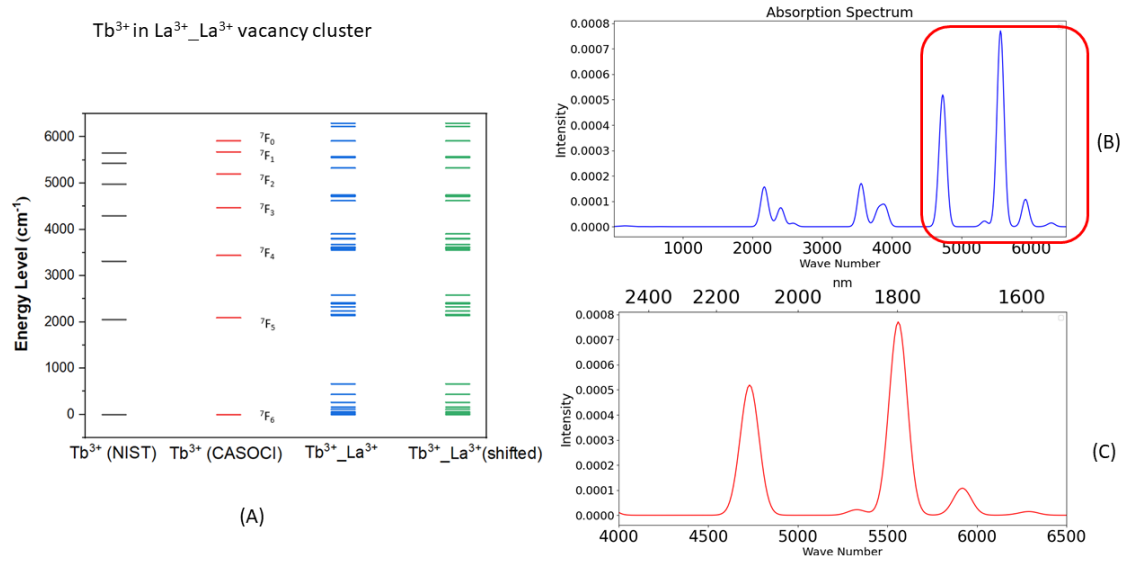 Tb³⁺ in La³⁺_La³⁺ vacancy cluster
Energy Level (cm⁻¹)
6000
5000
4000
3000
2000
1000
0
⁷F₀
⁷F₁
⁷F₂
⁷F₃
⁷F₄
⁷F₅
⁷F₆
Tb³⁺ (NIST) Tb³⁺ (CASOCI) Tb³⁺_La³⁺ Tb³⁺_La³⁺(shifted)
(A)
Absorption Spectrum
Intensity
0.0008
0.0007
0.0006
0.0005
0.0004
0.0003
0.0002
0.0001
0.0000
1000 2000 3000 4000 5000 6000
Wave Number
(B)
nm
2400 2200 2000 1800 1600
Intensity
0.0008
0.0007
0.0006
0.0005
0.0004
0.0003
0.0002
0.0001
0.0000
4000 4500 5000 5500 6000 6500
Wave Number
(C)